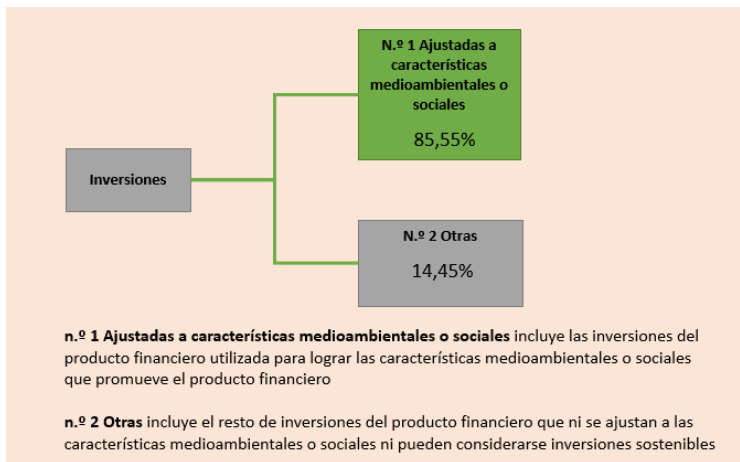 N.º 1 Ajustadas a
características
medioambientales o
sociales
85,55%
Inversiones
N.º 2 Otras
14,45%
n.º 1 Ajustadas a características medioambientales o sociales incluye las inversiones del
producto financiero utilizada para lograr las características medioambientales o sociales
que promueve el producto financiero
n.º 2 Otras incluye el resto de inversiones del producto financiero que ni se ajustan a las
características medioambientales o sociales ni pueden considerarse inversiones sostenibles